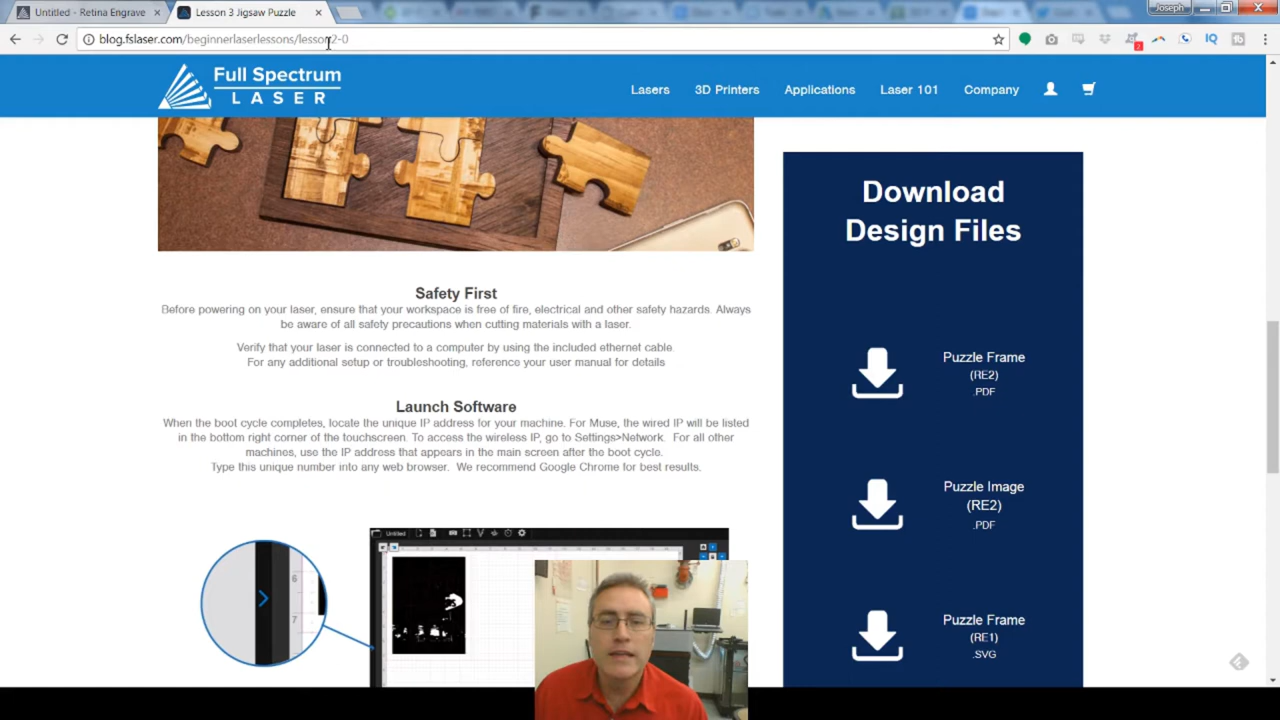 Untitled - Retina Engrave
Lesson 3 Jigsaw Puzzle
Joseph
blog.fslaser.com/beginnerlaserlessons/lesson2-0
2
IQ
Full Spectrum
LASER
Lasers
3D Printers
Applications
Laser 101
Company
Safety First
Before powering on your laser, ensure that your workspace is free of fire, electrical and other safety hazards. Always
be aware of all safety precautions when cutting materials with a laser.
Verify that your laser is connected to a computer by using the included ethernet cable.
For any additional setup or troubleshooting, reference your user manual for details
Launch Software
When the boot cycle completes, locate the unique IP address for your machine. For Muse, the wired IP will be listed
in the bottom right corner of the touchscreen. To access the wireless IP, go to Settings>Network. For all other
machines, use the IP address that appears in the main screen after the boot cycle.
Type this unique number into any web browser. We recommend Google Chrome for best results.
Untitled
6
7
Download
Design Files
Puzzle Frame
(RE2)
.PDF
Puzzle Image
(RE2)
.PDF
Puzzle Frame
(RE1)
.SVG